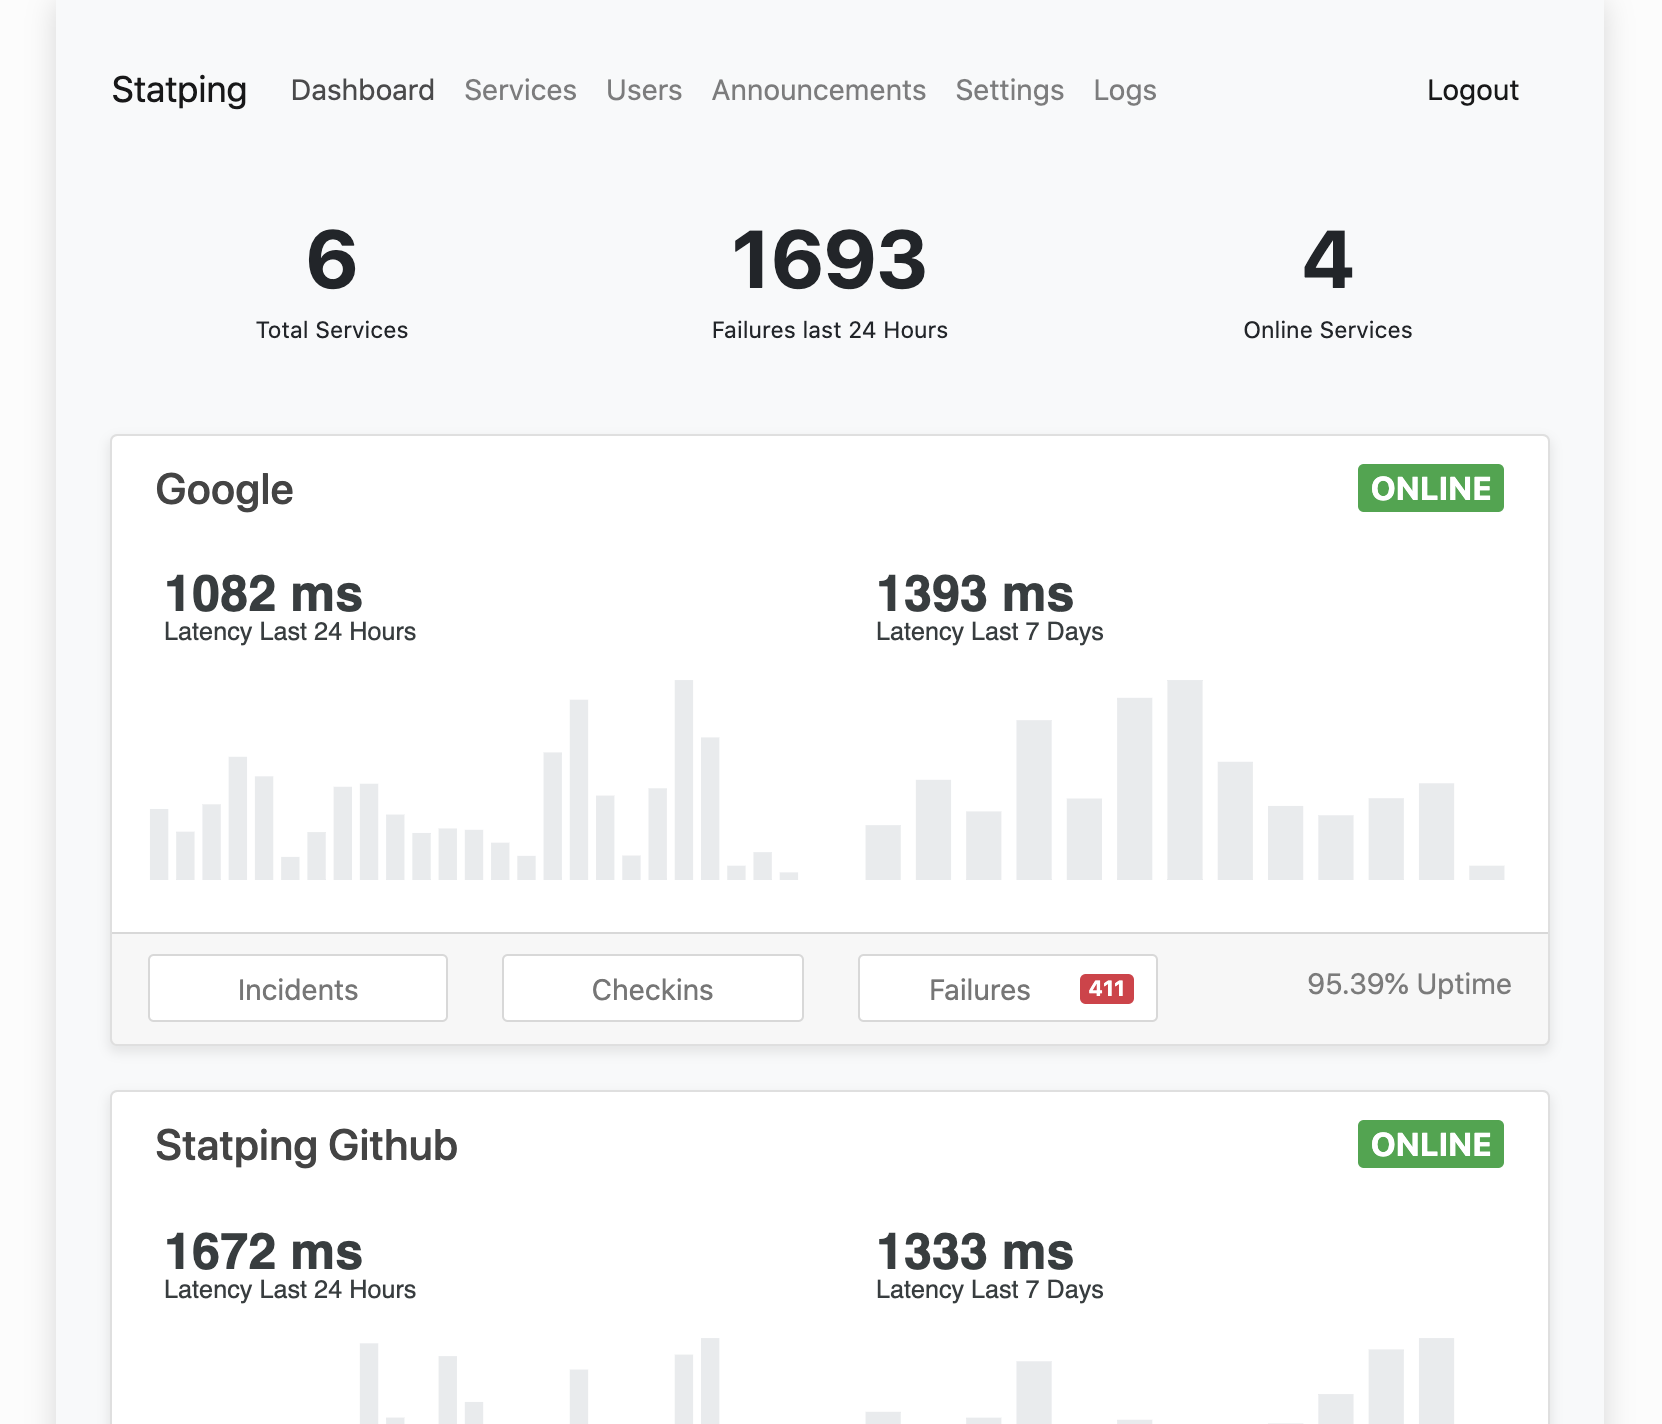 Statping Dashboard Services Users Announcements Settings Logs Logout
6 1693 4
Total Services Failures last 24 Hours Online Services
Google ONLINE
1082 ms 1393 ms
Latency Last 24 Hours Latency Last 7 Days
Incidents Checkins Failures 411 95.39% Uptime
Statping Github ONLINE
1672 ms 1333 ms
Latency Last 24 Hours Latency Last 7 Days